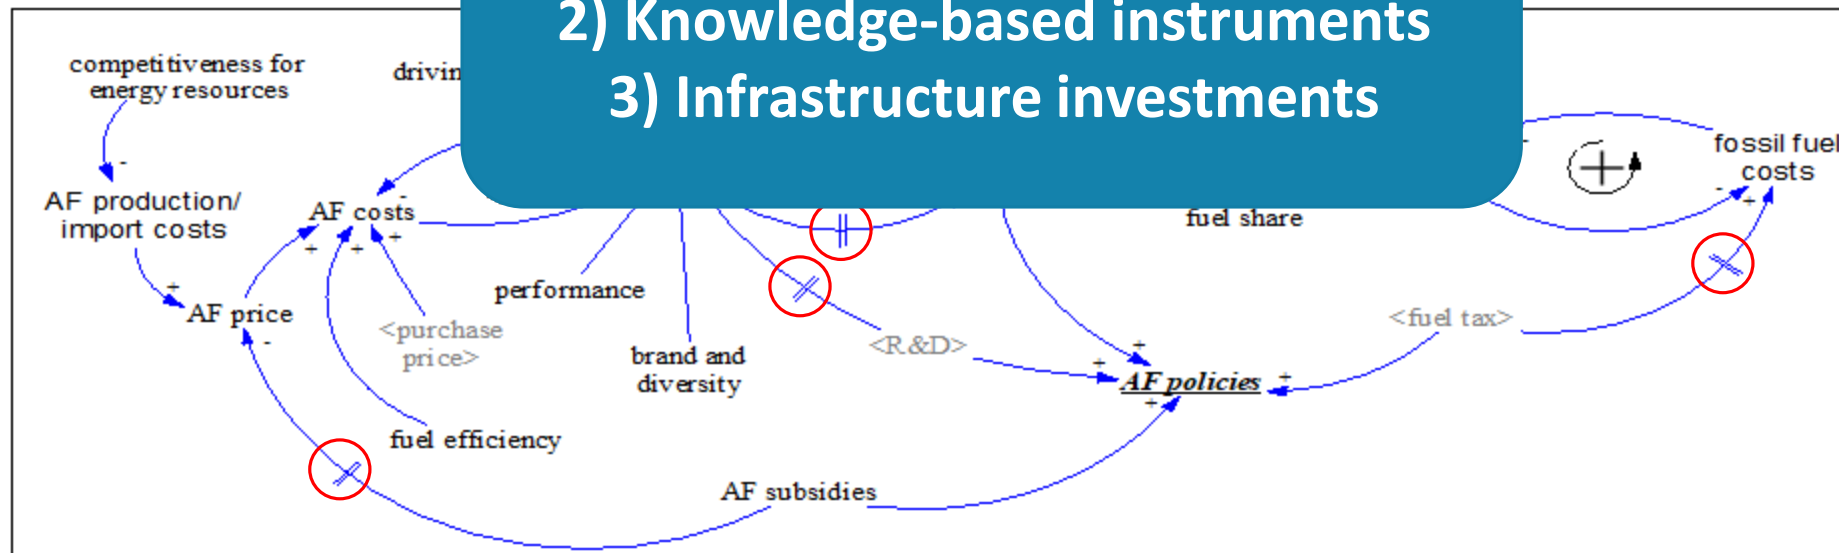 2) Knowledge-based instruments
3) Infrastructure investments
competitiveness for
energy resources
fossil fuel
costs
AF production/
import costs
AF costs
fuel share
performance
AF price
<purchase
price>
<fuel tax>
<R&D>
brand and
diversity
AF policies
fuel efficiency
AF subsidies